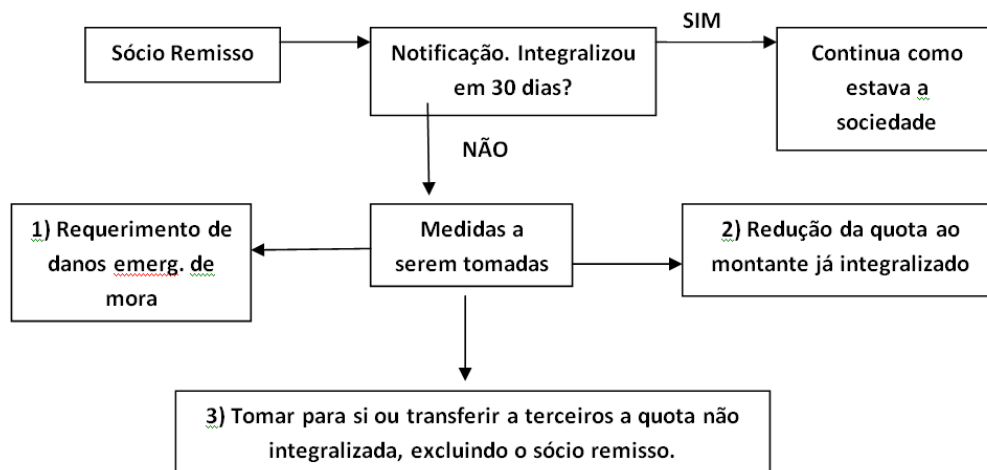 Sócio Remisso
Notificação. Integralizou
em 30 dias?
SIM
Continua como
estava a
sociedade
NÃO
1) Requerimento de
danos emerg. de
mora
Medidas a
serem tomadas
2) Redução da quota ao
montante já integralizado
3) Tomar para si ou transferir a terceiros a quota não
integralizada, excluindo o sócio remisso.